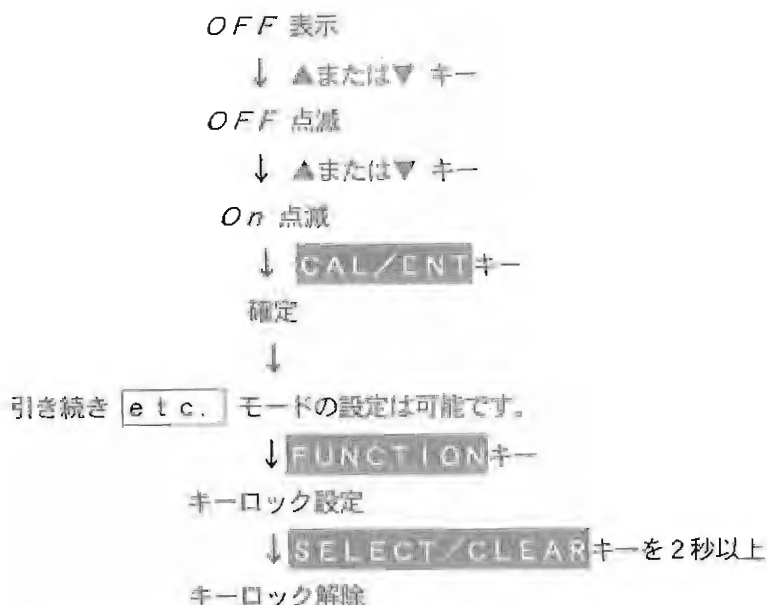 OFF 表示
↓ ▲または▼ キー
OFF 点滅
↓ ▲または▼ キー
On 点滅
↓ CAL/ENTキー
確定
↓
引き続き etc. モードの設定は可能です。
↓ FUNCTIONキー
キーロック設定
↓ SELECT/CLEARキーを2秒以上
キーロック解除